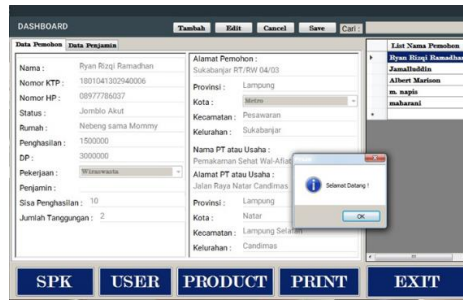 DASHBOARD
Tambah Edit Cancel Save Cari :
Data Pemohon Data Penjamin
Nama : Ryan Rizqi Ramadhan
Nomor KTP : 1801041302940006
Nomor HP : 08977786037
Status : Jomblo Akut
Rumah : Nebeng sama Mommy
Penghasilan : 1500000
DP : 3000000
Pekerjaan : Wiraswasta
Penjamin :
Sisa Penghasilan : 10
Jumlah Tanggungan : 2
Alamat Pemohon :
Sukabanjar RT/RW 04/03
Provinsi : Lampung
Kota : Metro
Kecamatan : Pesawaran
Kelurahan : Sukabanjar
Nama PT atau Usaha :
Pemakaman Sehat Wal-Afiat
Alamat PT atau Usaha :
Jalan Raya Natar Candimas
Provinsi : Lampung
Kota : Natar
Kecamatan : Lampung Selatan
Kelurahan : Candimas
Selamat Datang !
OK
List Nama Pemohon
Ryan Rizqi Ramadhan
Jamalluddin
Albert Marison
m. napis
maharani
SPK USER PRODUCT PRINT EXIT